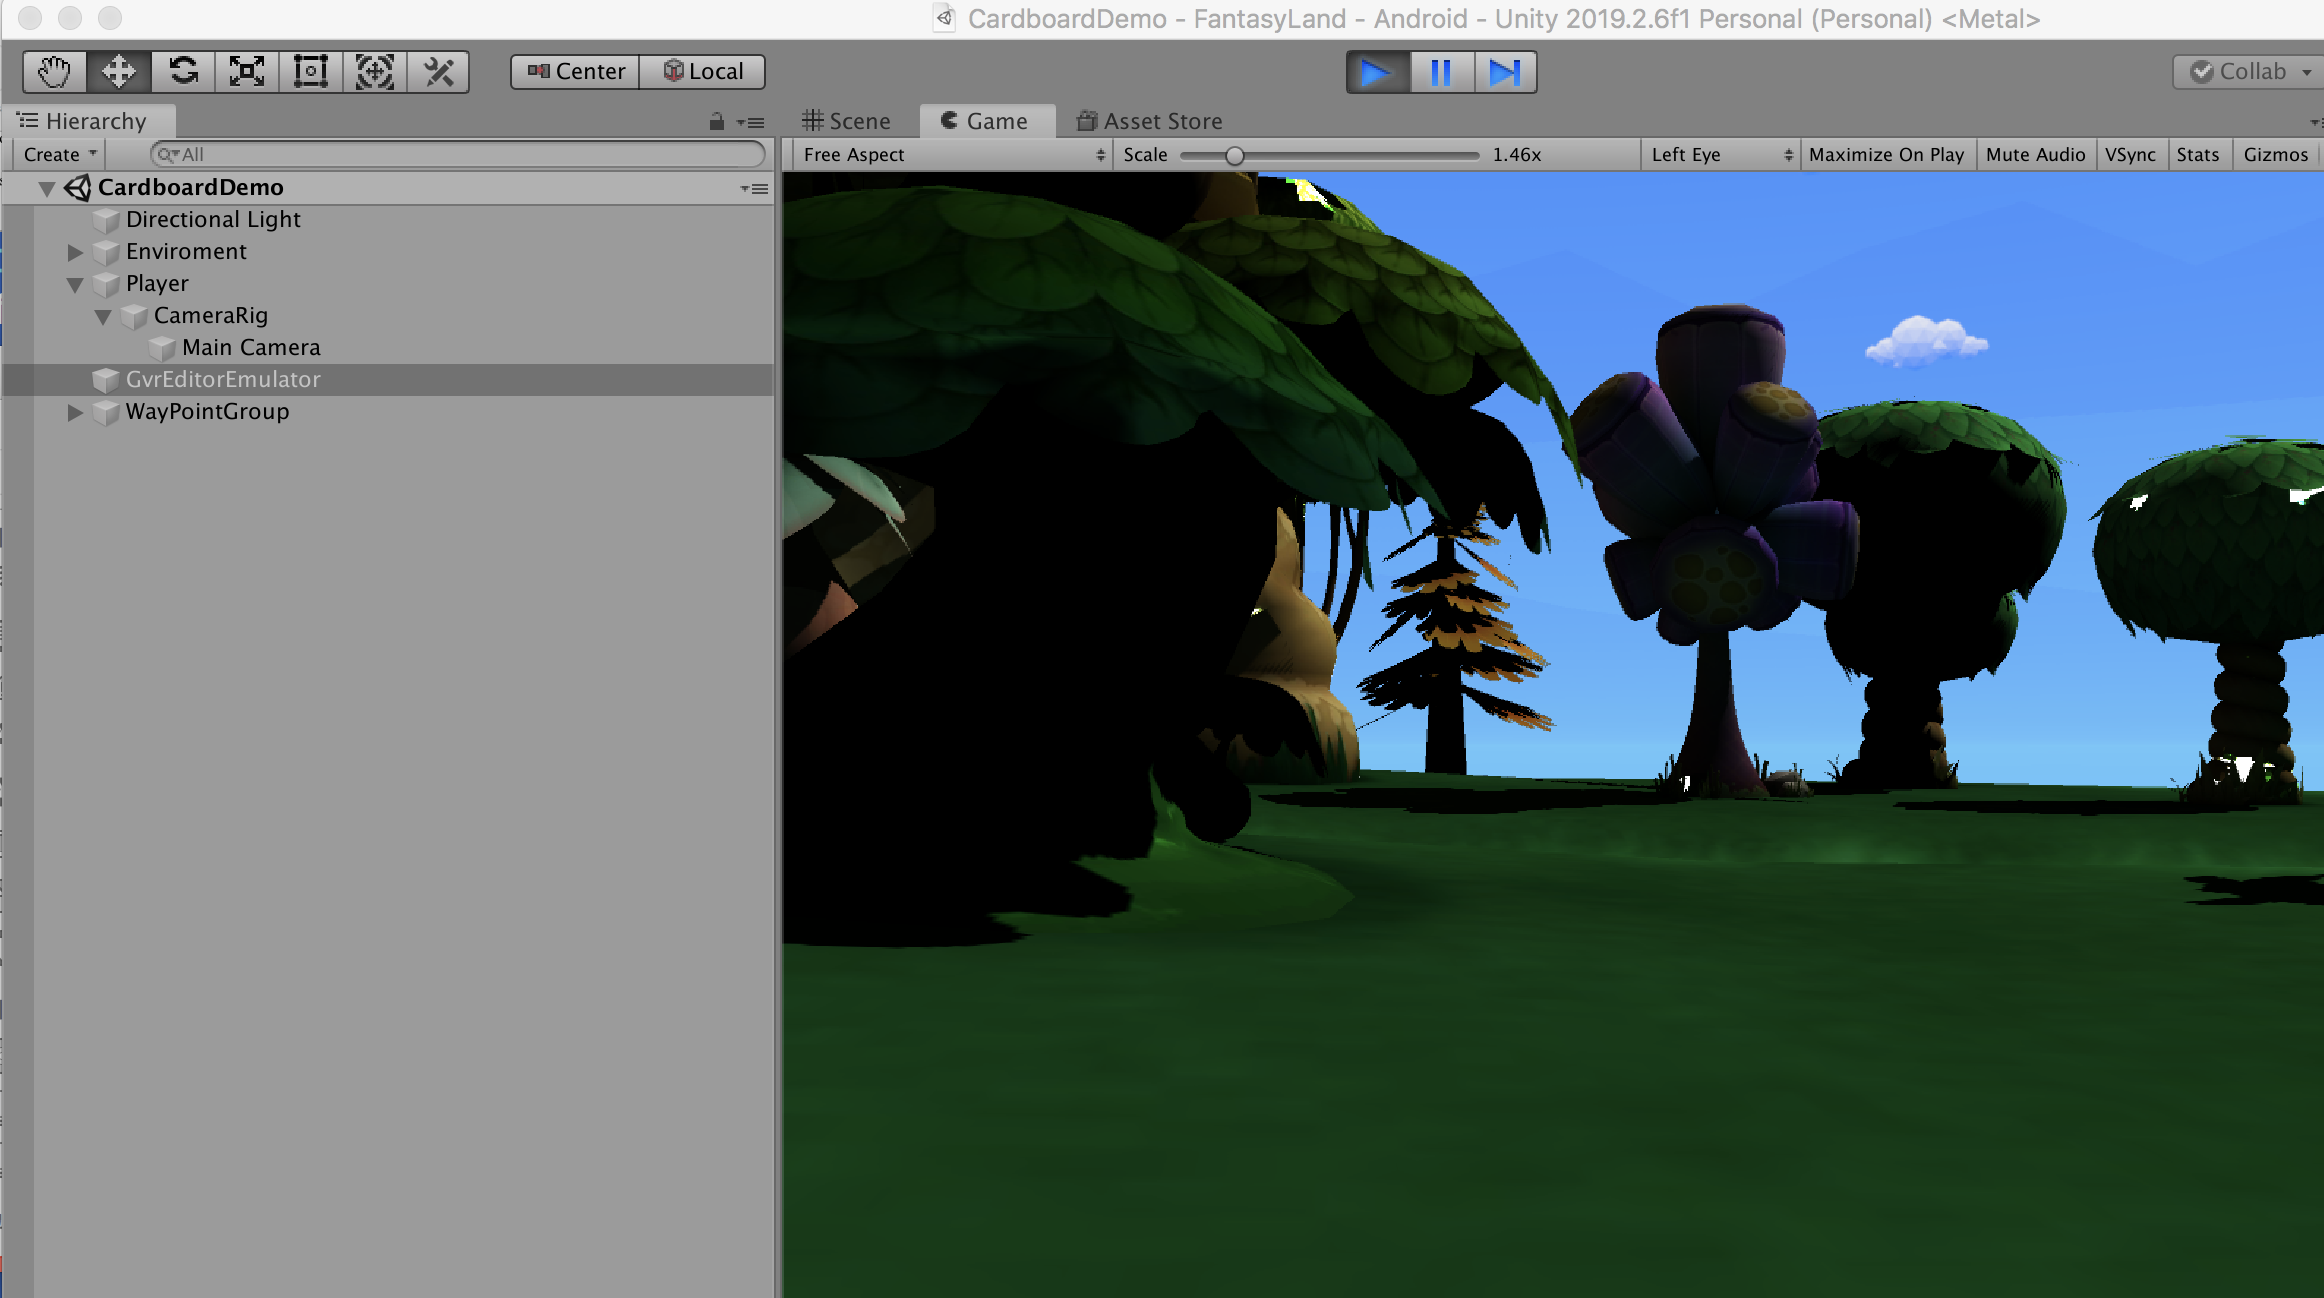 CardboardDemo - FantasyLand - Android - Unity 2019.2.6f1 Personal (Personal) <Metal>
Center Local Collab
Hierarchy Scene Game Asset Store
Create All Free Aspect Scale 1.46x Left Eye Maximize On Play Mute Audio VSync Stats Gizmos
CardboardDemo
Directional Light
Enviroment
Player
CameraRig
Main Camera
GvrEditorEmulator
WayPointGroup